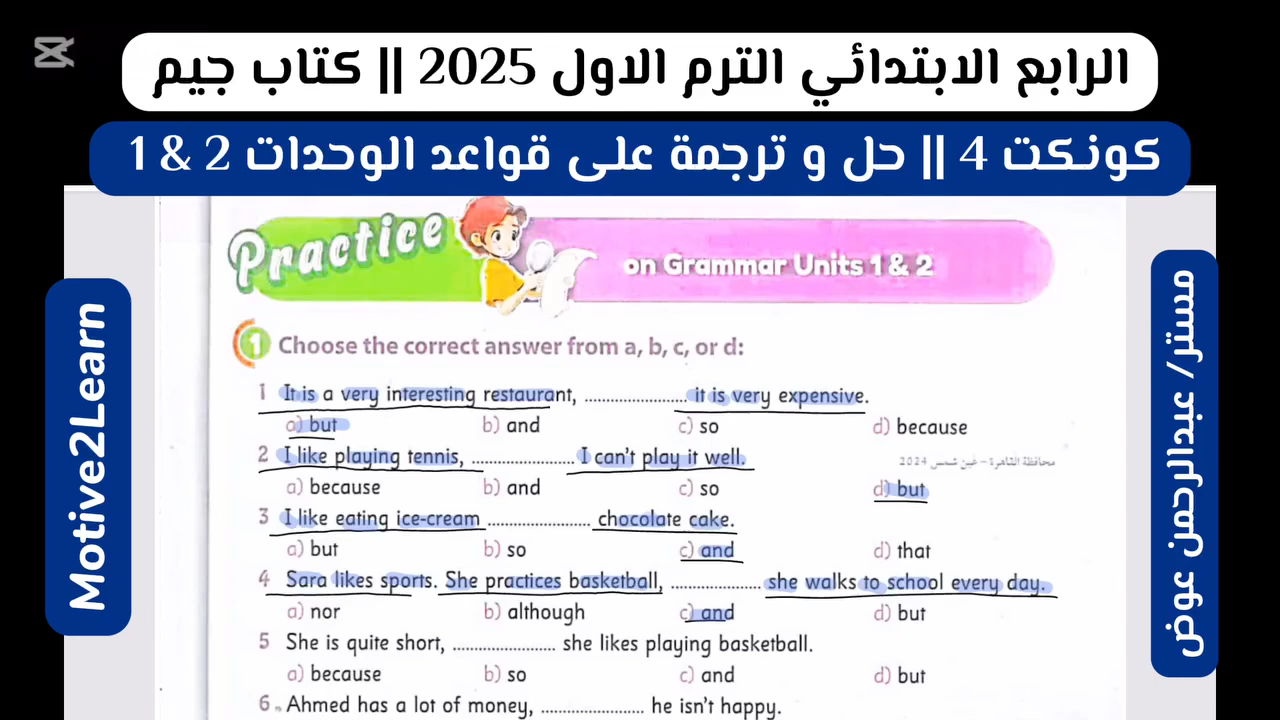 الرابع الابتدائي الترم الاول 2025 || كتاب جيم
كونكت 4 || حل و ترجمة على قواعد الوحدات 2 & 1
Practice
on Grammar Units 1 & 2
1 Choose the correct answer from a, b, c, or d:
1 It is a very interesting restaurant, ........................ it is very expensive.
a) but b) and c) so d) because
2 I like playing tennis, ........................ I can't play it well.
محافظة القاهرة – عين شمس 2024
a) because b) and c) so d) but
3 I like eating ice-cream ........................ chocolate cake.
a) but b) so c) and d) that
4 Sara likes sports. She practices basketball, ..................... she walks to school every day.
a) nor b) although c) and d) but
5 She is quite short, ........................ she likes playing basketball.
a) because b) so c) and d) but
6 Ahmed has a lot of money, ........................ he isn't happy.
Motive2Learn
مستر/ عبدالرحمن عوض